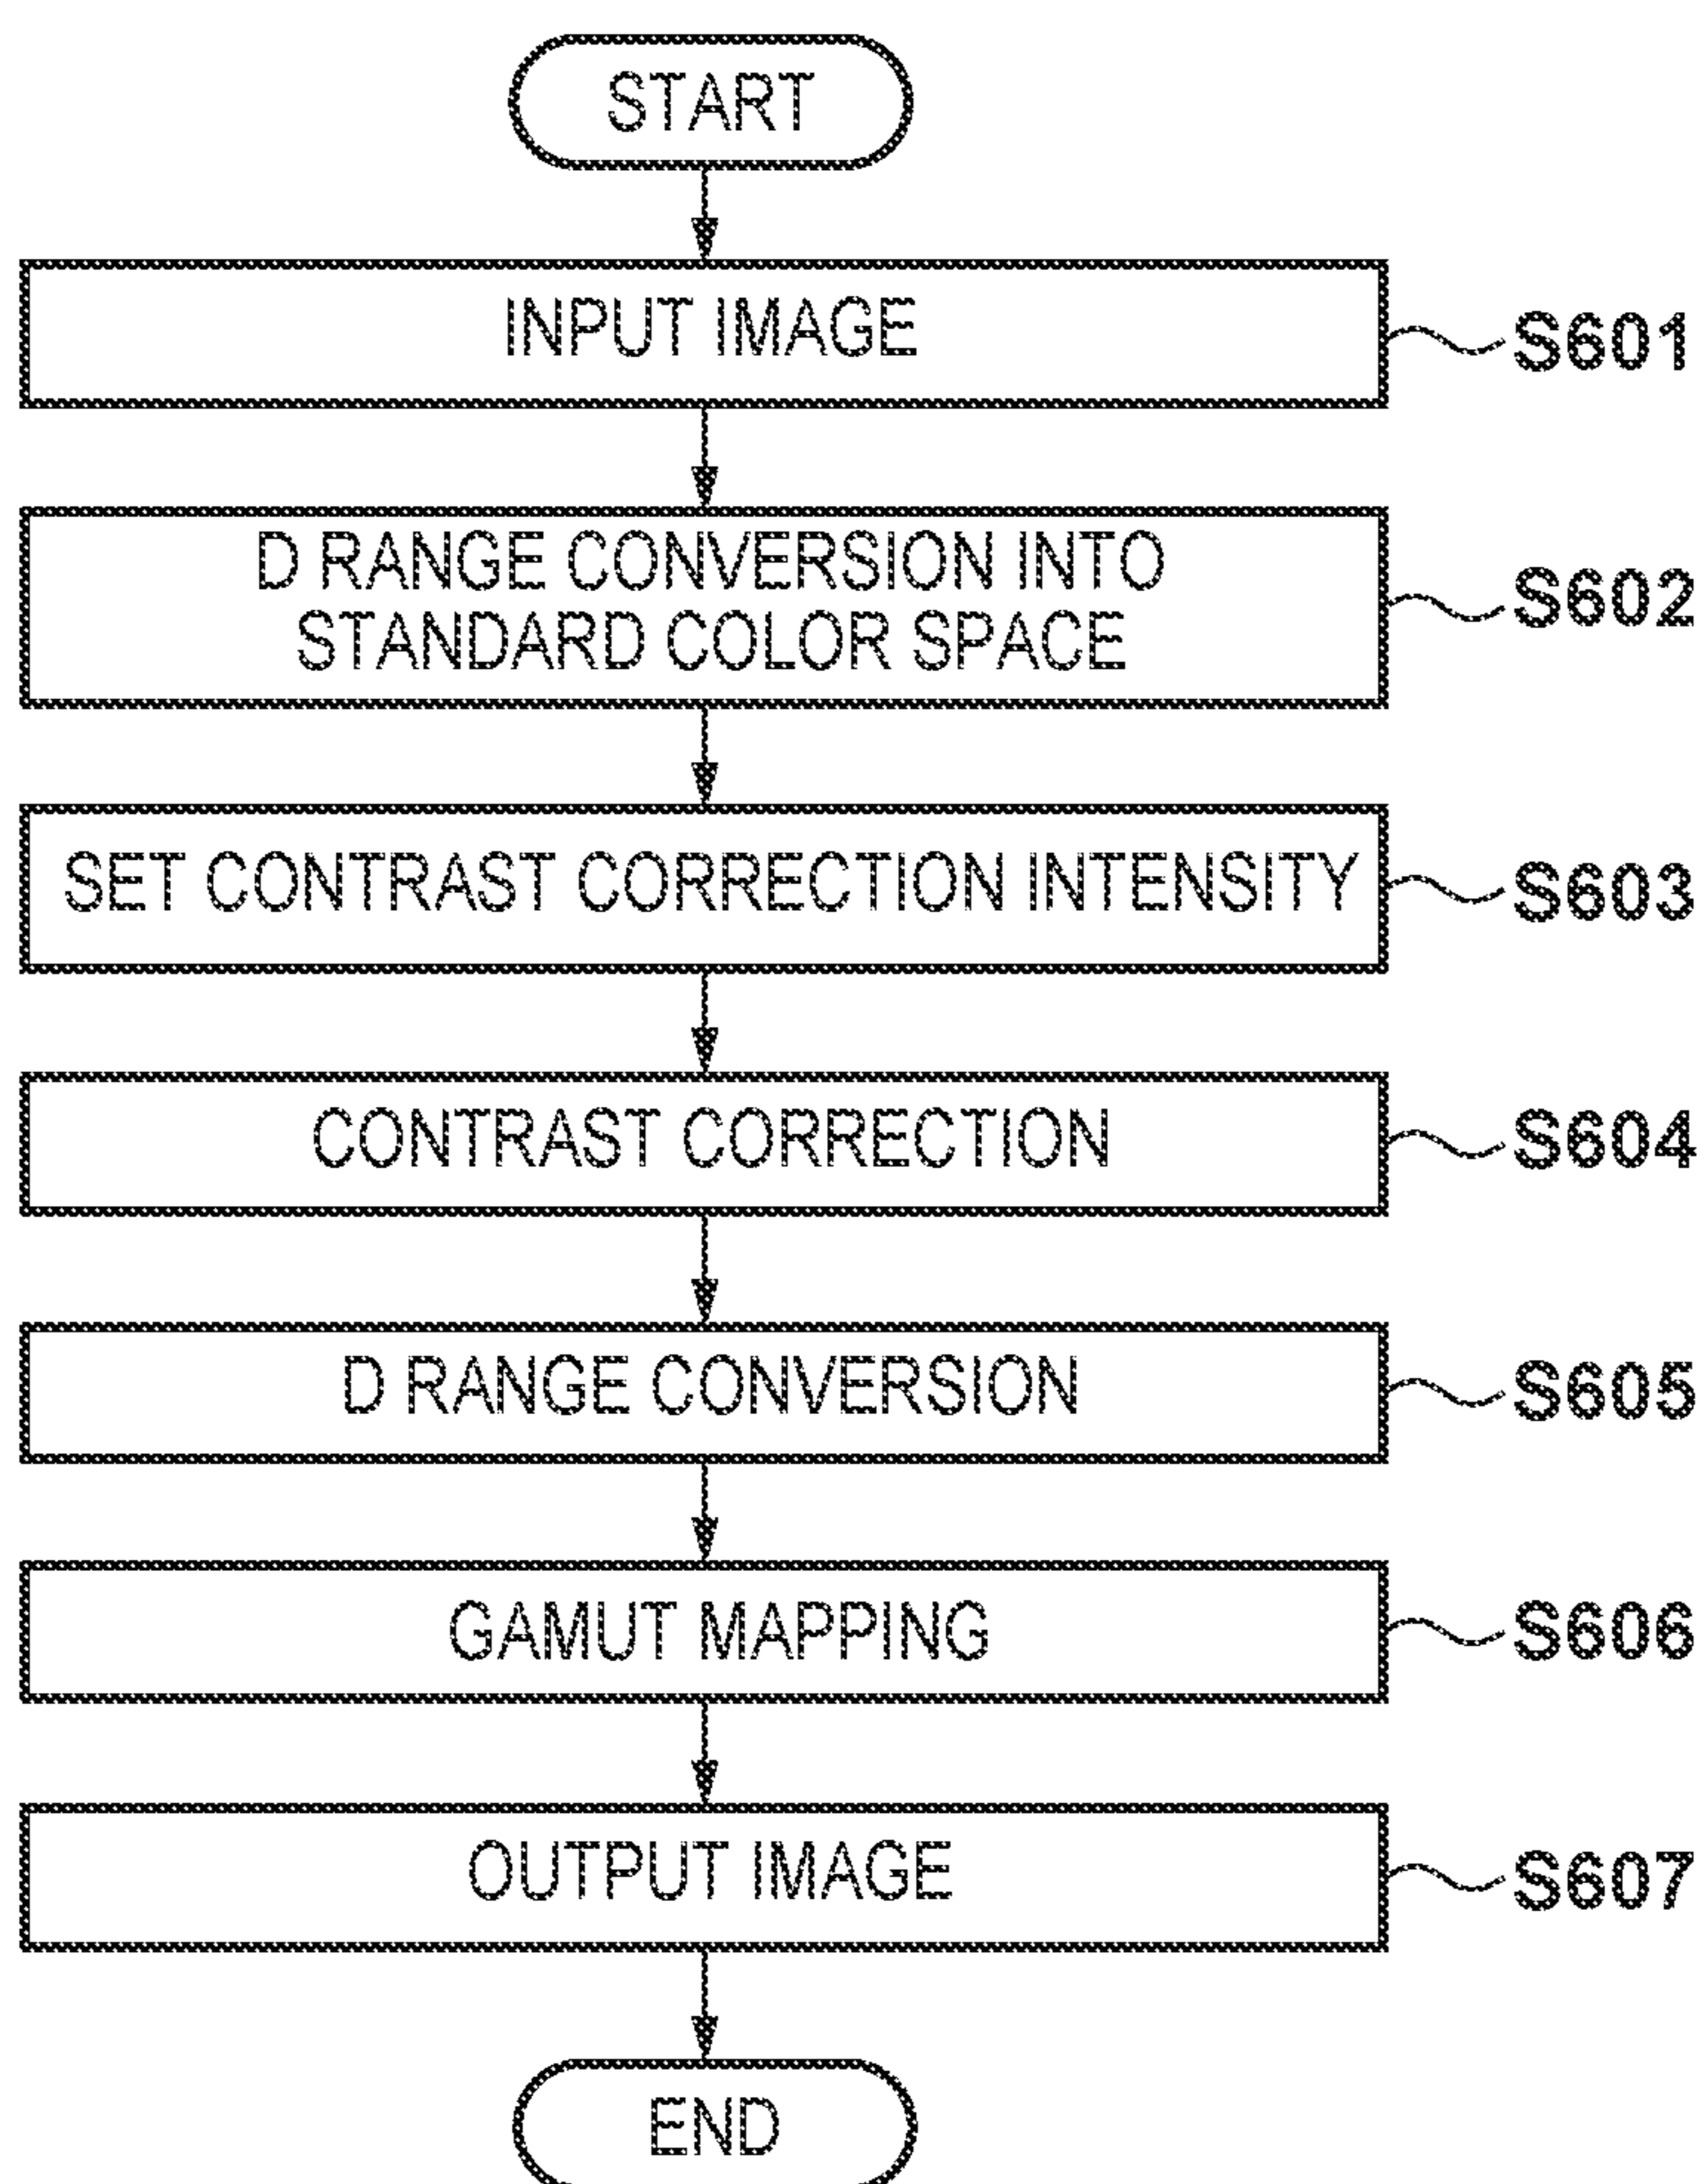 START
INPUT IMAGE
S601
D RANGE CONVERSION INTO
STANDARD COLOR SPACE
S602
SET CONTRAST CORRECTION INTENSITY
S603
CONTRAST CORRECTION
S604
D RANGE CONVERSION
S605
GAMUT MAPPING
S606
OUTPUT IMAGE
S607
END